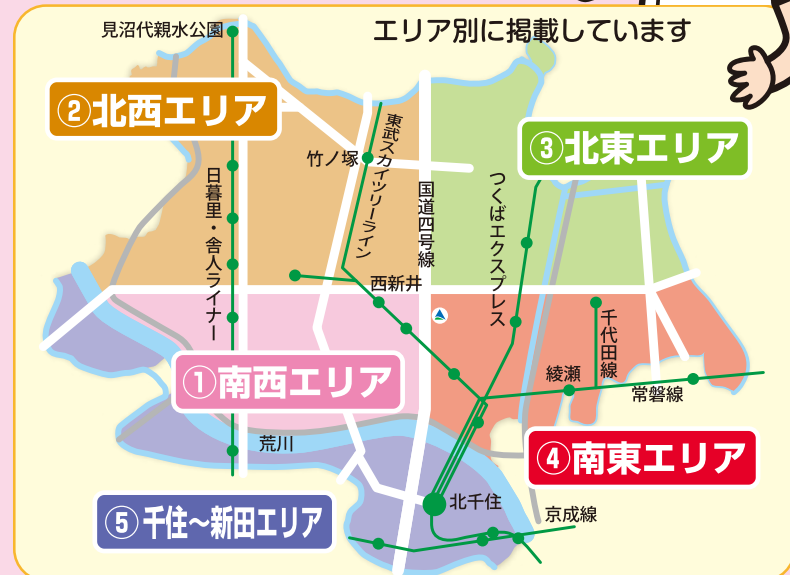 エリア別に掲載しています
見沼代親水公園
②北西エリア
東武スカイツリーライン
竹ノ塚
③北東エリア
日暮里・舎人ライナー
国道四号線
つくばエクスプレス
西新井
千代田線
①南西エリア
綾瀬
常磐線
荒川
④南東エリア
⑤千住～新田エリア
北千住
京成線